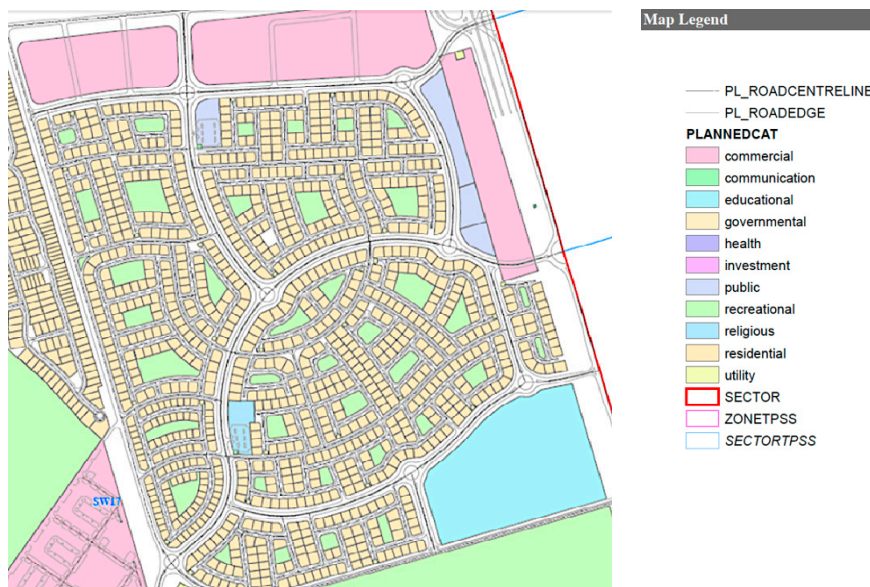 Map Legend
PL_ROADCENTRELINE
PL_ROADEDGE
PLANNEDCAT
commercial
communication
educational
governmental
health
investment
public
recreational
religious
residential
utility
SECTOR
ZONETPSS
SECTORTPSS
SW17